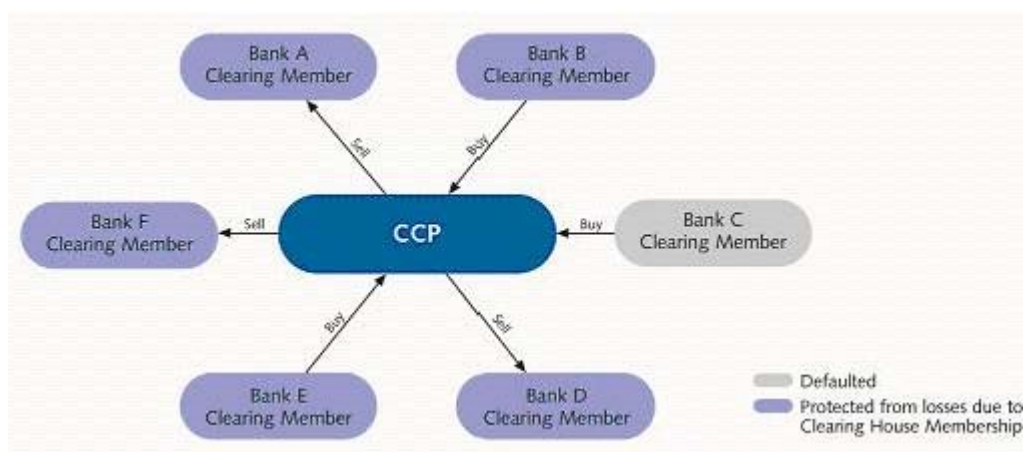 Bank A
Clearing Member
Bank B
Clearing Member
Sell
Buy
Bank F
Clearing Member
Sell
CCP
Buy
Bank C
Clearing Member
Buy
Sell
Bank E
Clearing Member
Bank D
Clearing Member
Defaulted
Protected from losses due to
Clearing House Membership